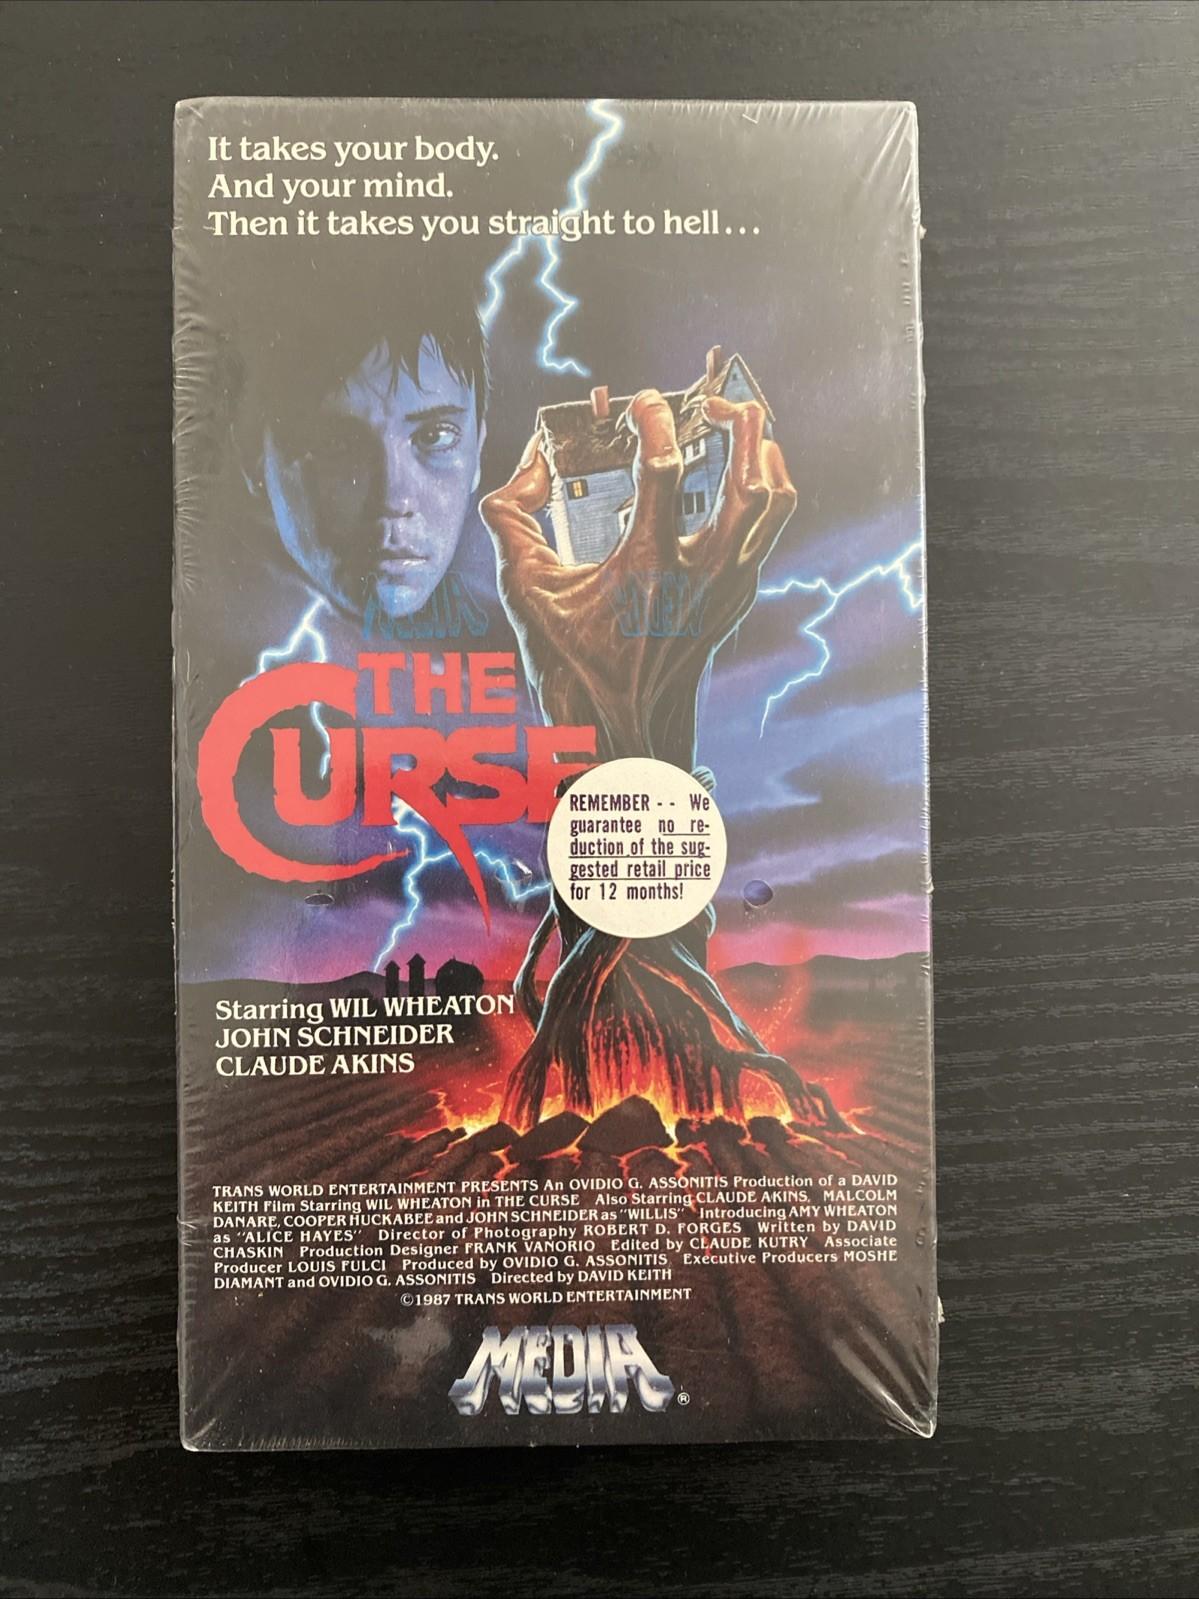 It takes your body.
And your mind.
Then it takes you straight to hell...
MEDIA
MEDIA
THE
CURSE
REMEMBER - - We
guarantee no re-
duction of the sug-
gested retail price
for 12 months!
Starring WIL WHEATON
JOHN SCHNEIDER
CLAUDE AKINS
TRANS WORLD ENTERTAINMENT PRESENTS An OVIDIO G. ASSONITIS Production of a DAVID
KEITH Film Starring WIL WHEATON in THE CURSE Also Starring CLAUDE AKINS, MALCOLM
DANARE, COOPER HUCKABEE and JOHN SCHNEIDER as "WILLIS" Introducing AMY WHEATON
as "ALICE HAYES" Director of Photography ROBERT D. FORGES Written by DAVID
CHASKIN Production Designer FRANK VANORIO Edited by CLAUDE KUTRY Associate
Producer LOUIS FULCI Produced by OVIDIO G. ASSONITIS Executive Producers MOSHE
DIAMANT and OVIDIO G. ASSONITIS Directed by DAVID KEITH
©1987 TRANS WORLD ENTERTAINMENT
MEDIA ®